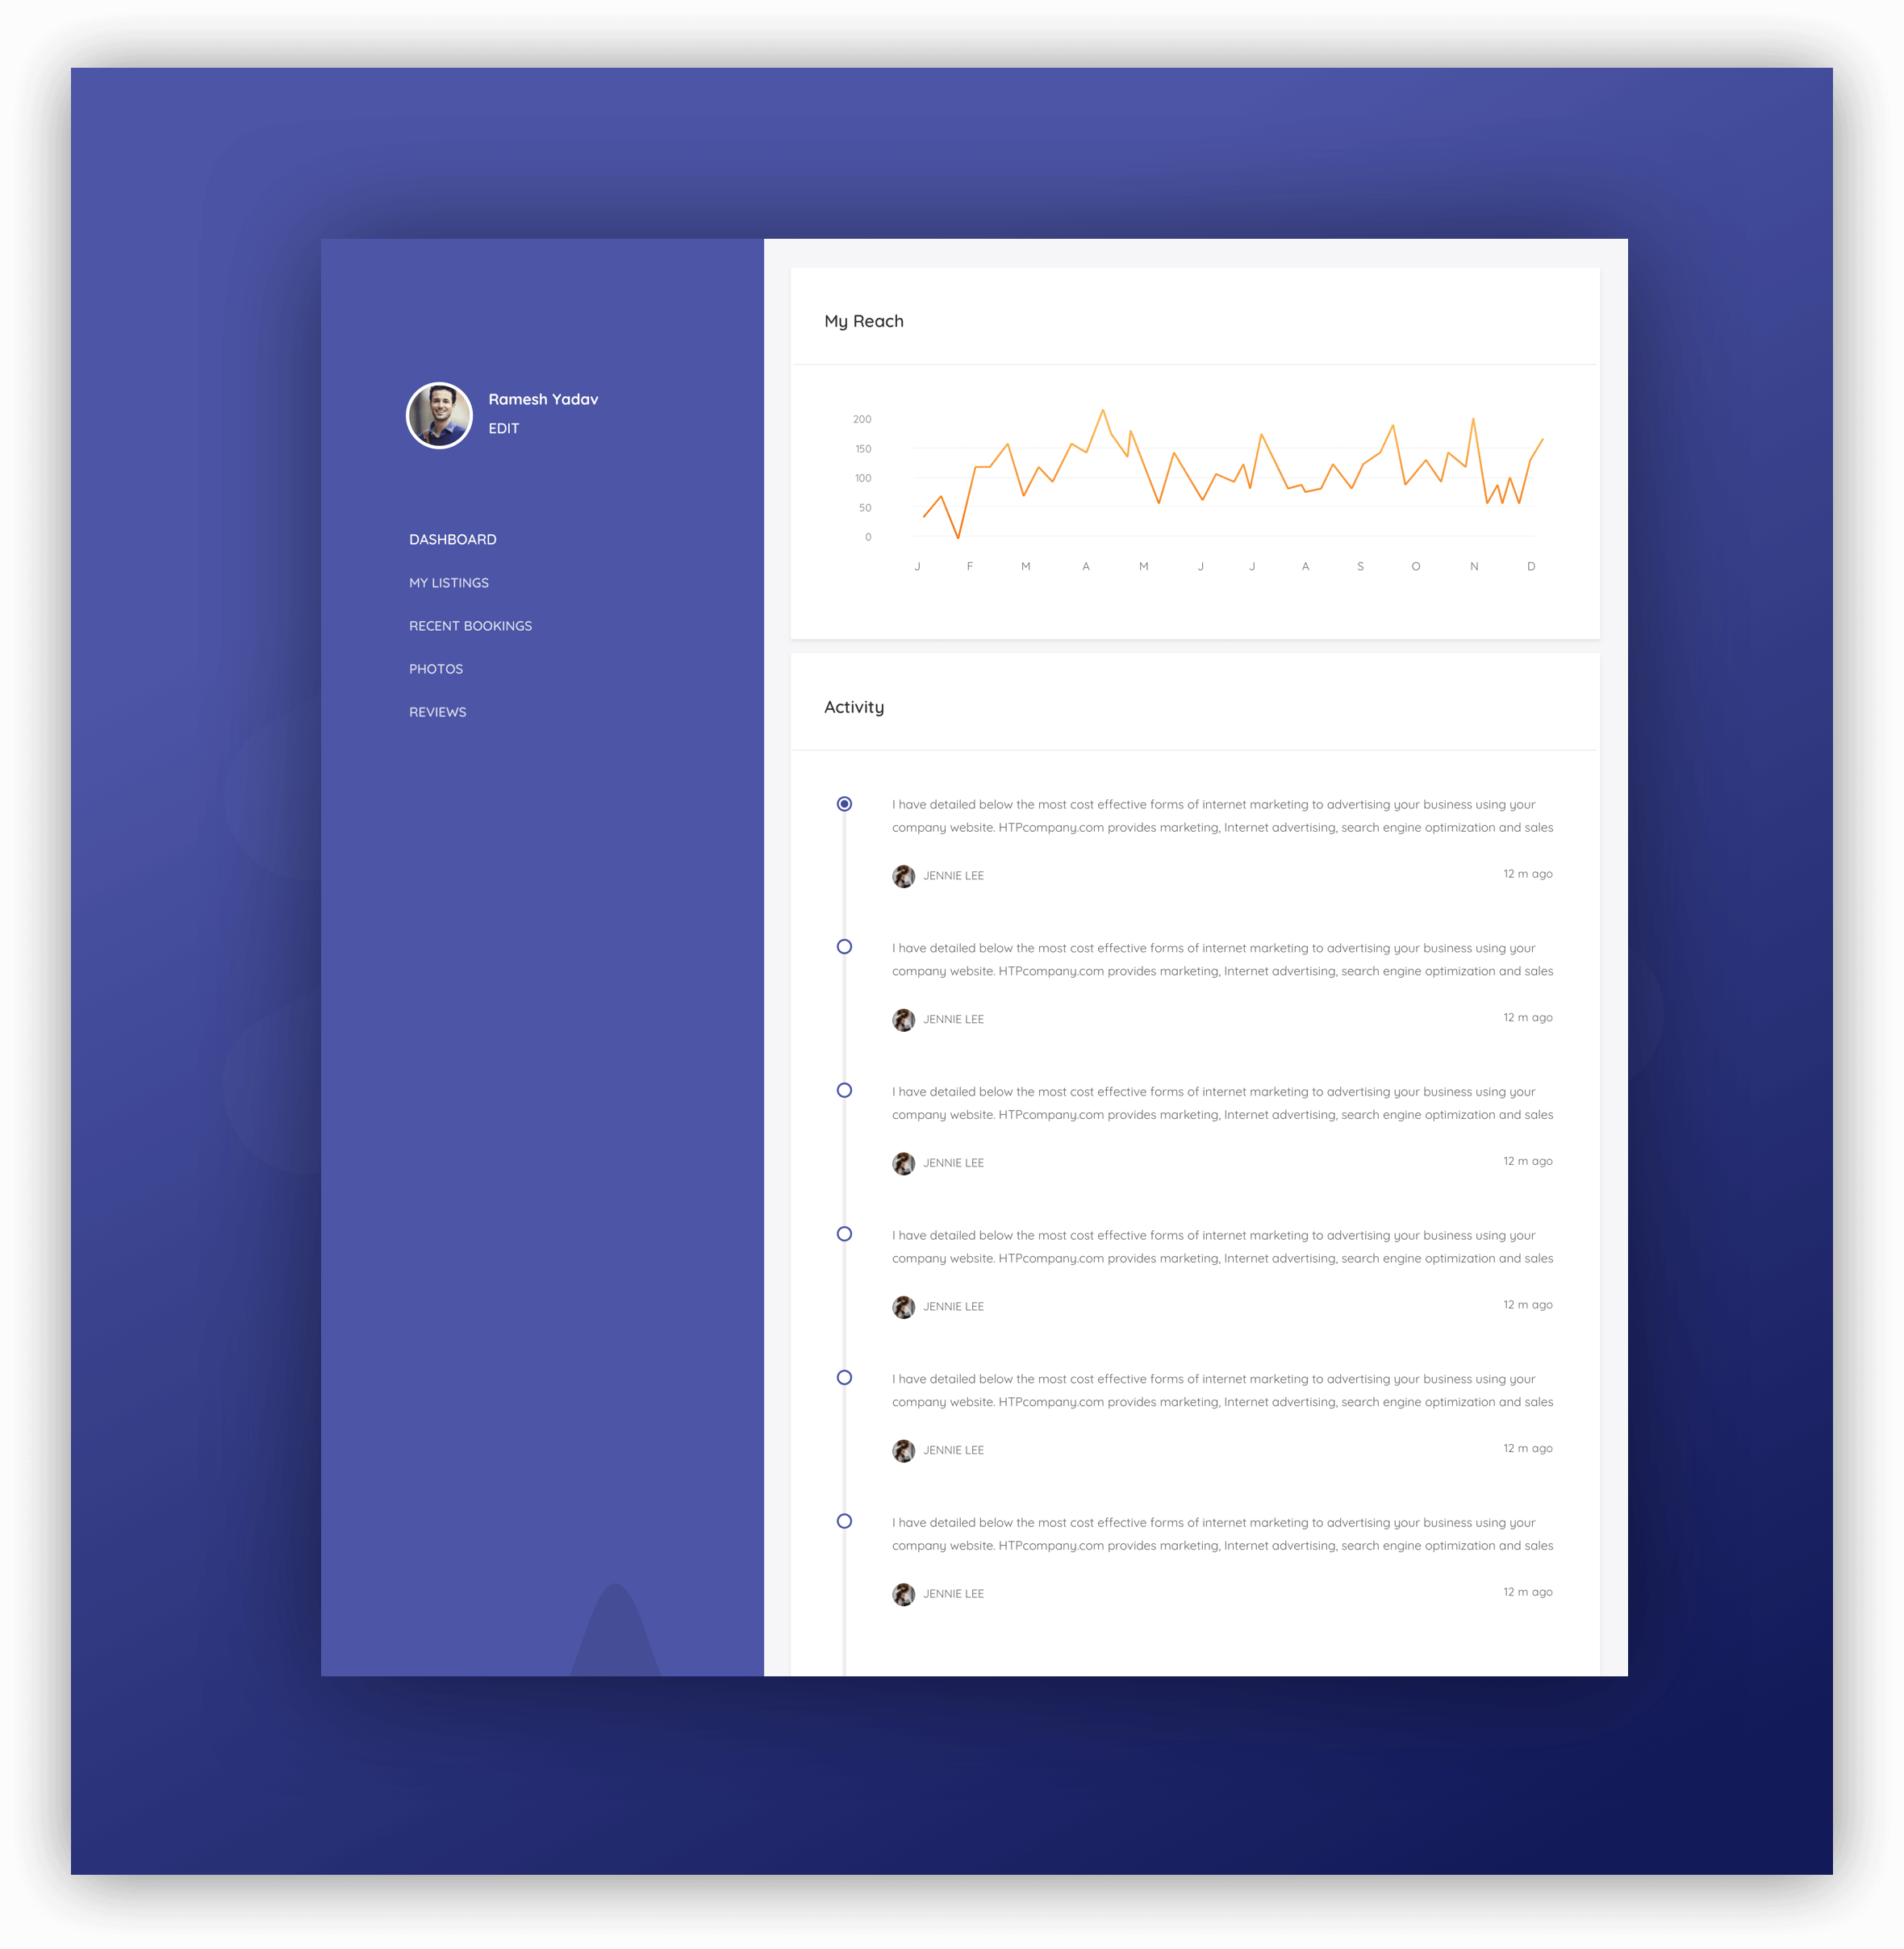 Ramesh Yadav
EDIT
DASHBOARD
MY LISTINGS
RECENT BOOKINGS
PHOTOS
REVIEWS
My Reach
200
150
100
50
0
J F M A M J J A S O N D
Activity
I have detailed below the most cost effective forms of internet marketing to advertising your business using your
company website. HTPcompany.com provides marketing, Internet advertising, search engine optimization and sales
JENNIE LEE 12 m ago
I have detailed below the most cost effective forms of internet marketing to advertising your business using your
company website. HTPcompany.com provides marketing, Internet advertising, search engine optimization and sales
JENNIE LEE 12 m ago
I have detailed below the most cost effective forms of internet marketing to advertising your business using your
company website. HTPcompany.com provides marketing, Internet advertising, search engine optimization and sales
JENNIE LEE 12 m ago
I have detailed below the most cost effective forms of internet marketing to advertising your business using your
company website. HTPcompany.com provides marketing, Internet advertising, search engine optimization and sales
JENNIE LEE 12 m ago
I have detailed below the most cost effective forms of internet marketing to advertising your business using your
company website. HTPcompany.com provides marketing, Internet advertising, search engine optimization and sales
JENNIE LEE 12 m ago
I have detailed below the most cost effective forms of internet marketing to advertising your business using your
company website. HTPcompany.com provides marketing, Internet advertising, search engine optimization and sales
JENNIE LEE 12 m ago